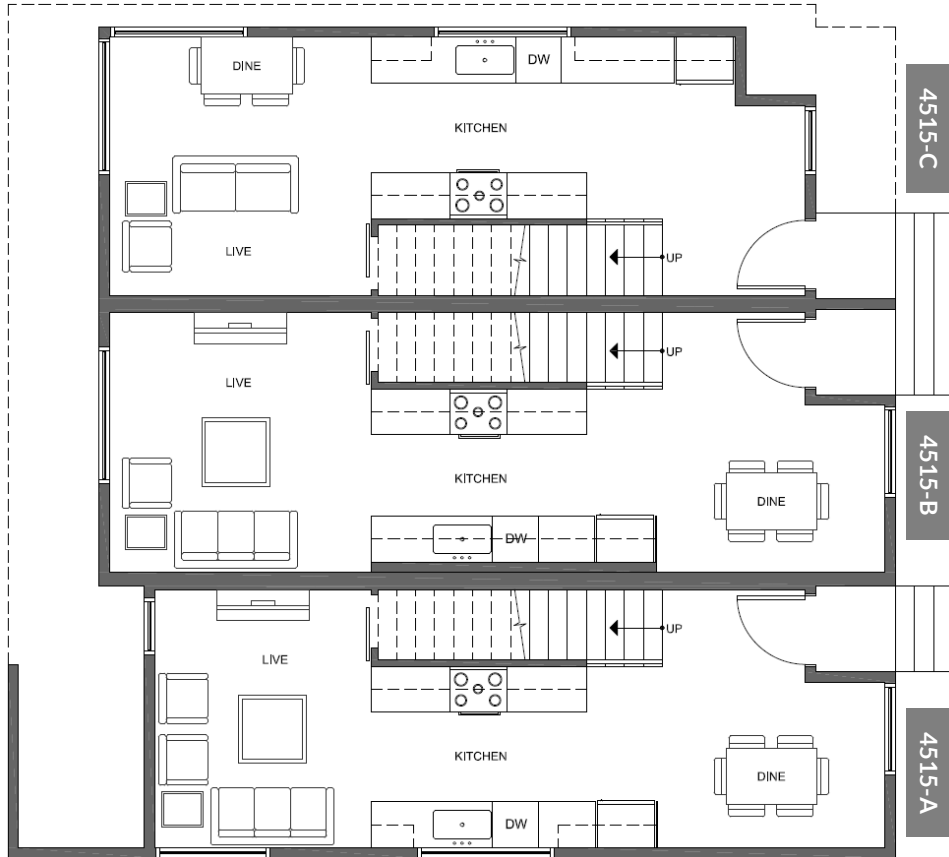 DINE
DW
4515-C
KITCHEN
LIVE
UP
UP
LIVE
4515-B
KITCHEN
DINE
DW
UP
LIVE
4515-A
KITCHEN
DINE
DW